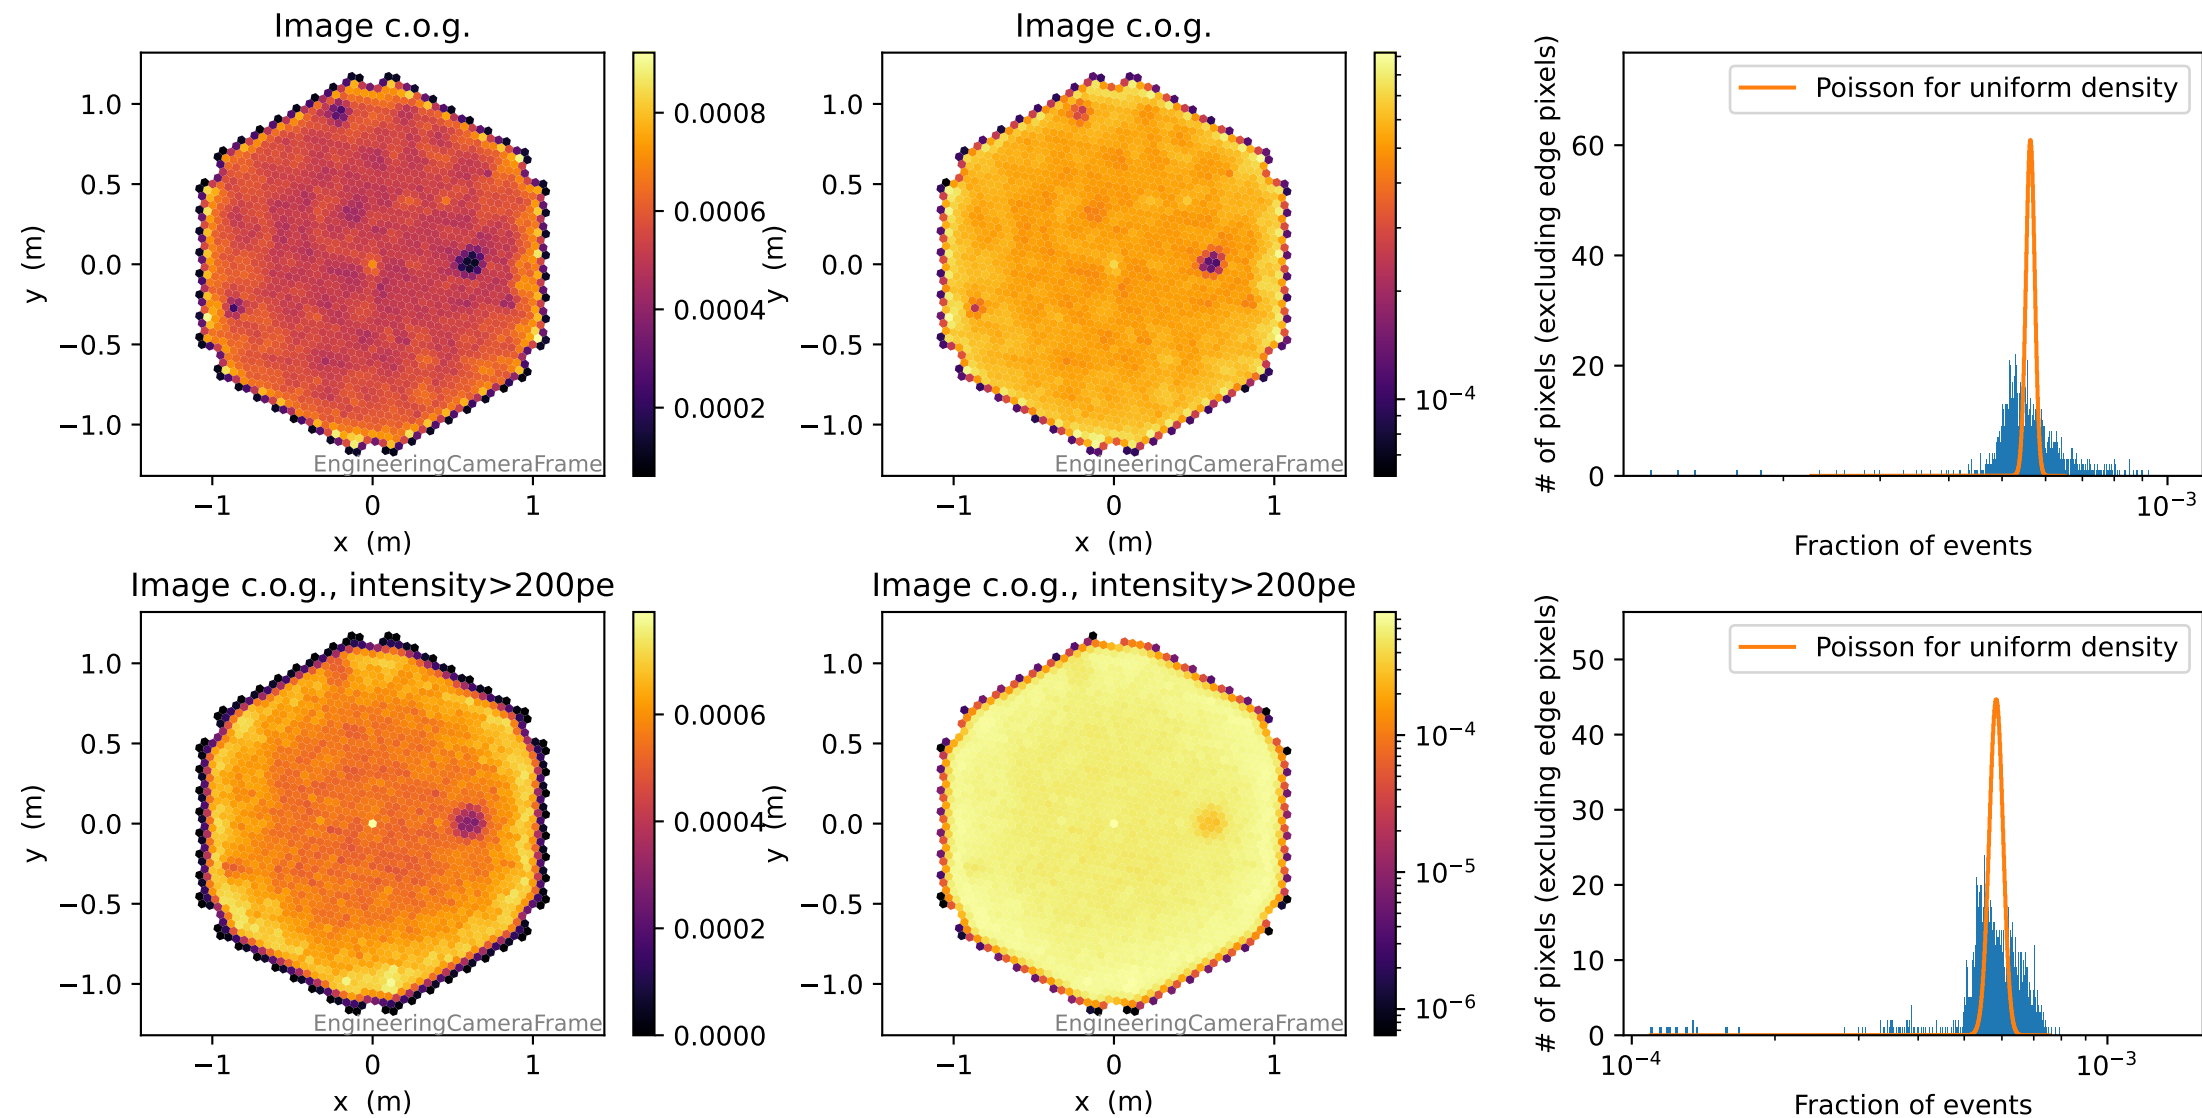 Image c.o.g.
1.0
0.5
0.0
−0.5
−1.0
y (m)
−1
0
1
x (m)
EngineeringCameraFrame
0.0008
0.0006
0.0004
0.0002
Image c.o.g.
1.0
0.5
0.0
−0.5
−1.0
y (m)
−1
0
1
x (m)
EngineeringCameraFrame
10⁻⁴
Poisson for uniform density
# of pixels (excluding edge pixels)
60
40
20
0
10⁻³
Fraction of events
Image c.o.g., intensity>200pe
1.0
0.5
0.0
−0.5
−1.0
y (m)
−1
0
1
x (m)
EngineeringCameraFrame
0.0006
0.0004
0.0002
0.0000
Image c.o.g., intensity>200pe
1.0
0.5
0.0
−0.5
−1.0
y (m)
−1
0
1
x (m)
EngineeringCameraFrame
10⁻⁴
10⁻⁵
10⁻⁶
Poisson for uniform density
# of pixels (excluding edge pixels)
50
40
30
20
10
0
10⁻⁴
10⁻³
Fraction of events